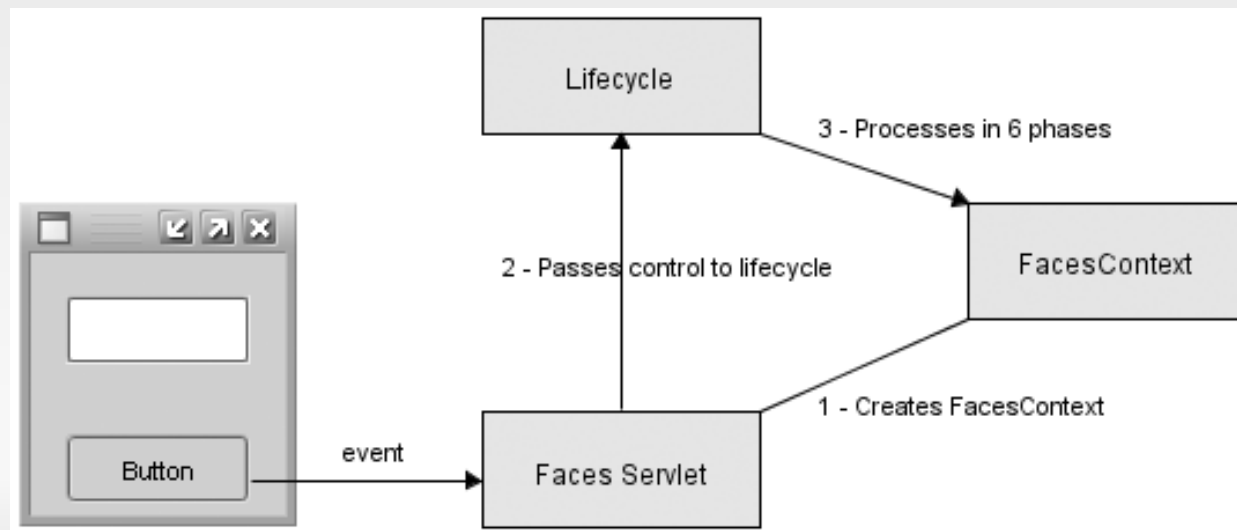 Lifecycle
3 - Processes in 6 phases
FacesContext
2 - Passes control to lifecycle
1 - Creates FacesContext
event
Button
Faces Servlet